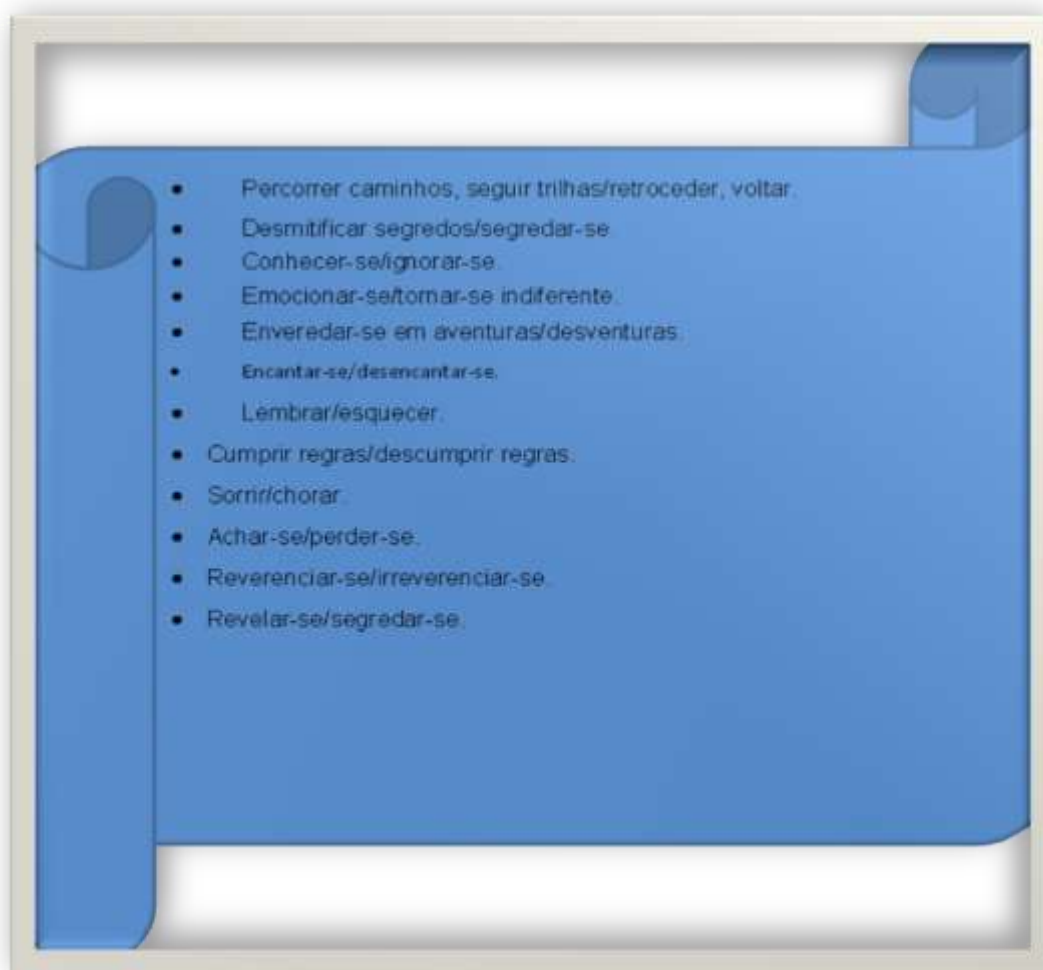 • Percorrer caminhos, seguir trilhas/retroceder, voltar.
• Desmitificar segredos/segredar-se.
• Conhecer-se/ignorar-se.
• Emocionar-se/tornar-se indiferente.
• Enveredar-se em aventuras/desventuras.
• Encantar-se/desencantar-se.
• Lembrar/esquecer.
• Cumprir regras/descumprir regras.
• Sorrir/chorar.
• Achar-se/perder-se.
• Reverenciar-se/irreverenciar-se.
• Revelar-se/segredar-se.